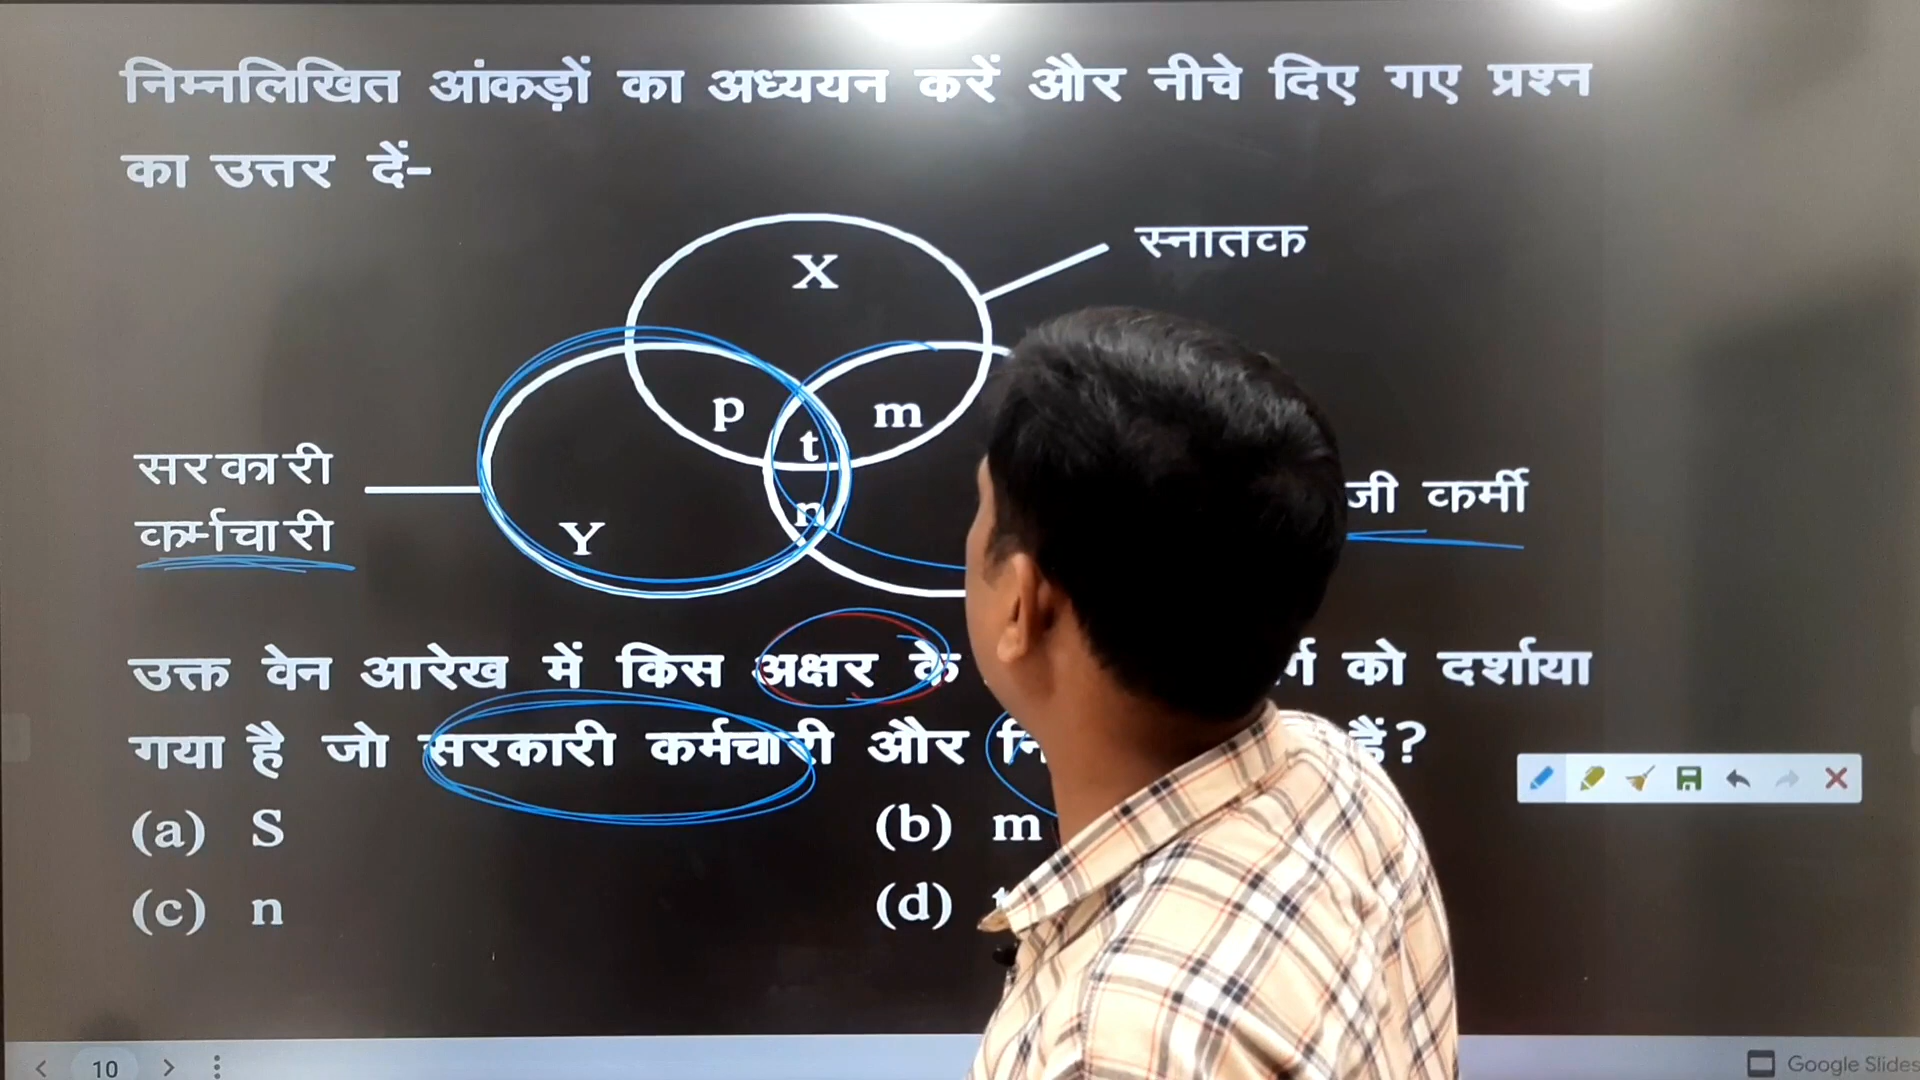 निम्नलिखित आंकड़ों का अध्ययन करें और नीचे दिए गए प्रश्न
का उत्तर दें-
X
स्नातक
p
m
t
सरकारी
कर्मचारी
जी कर्मी
n
Y
उक्त वेन आरेख में किस अक्षर के को दर्शाया
गया है जो सरकारी कर्मचारी और हैं?
(a) S
(b) m
(c) n
(d)
10
Google Slides